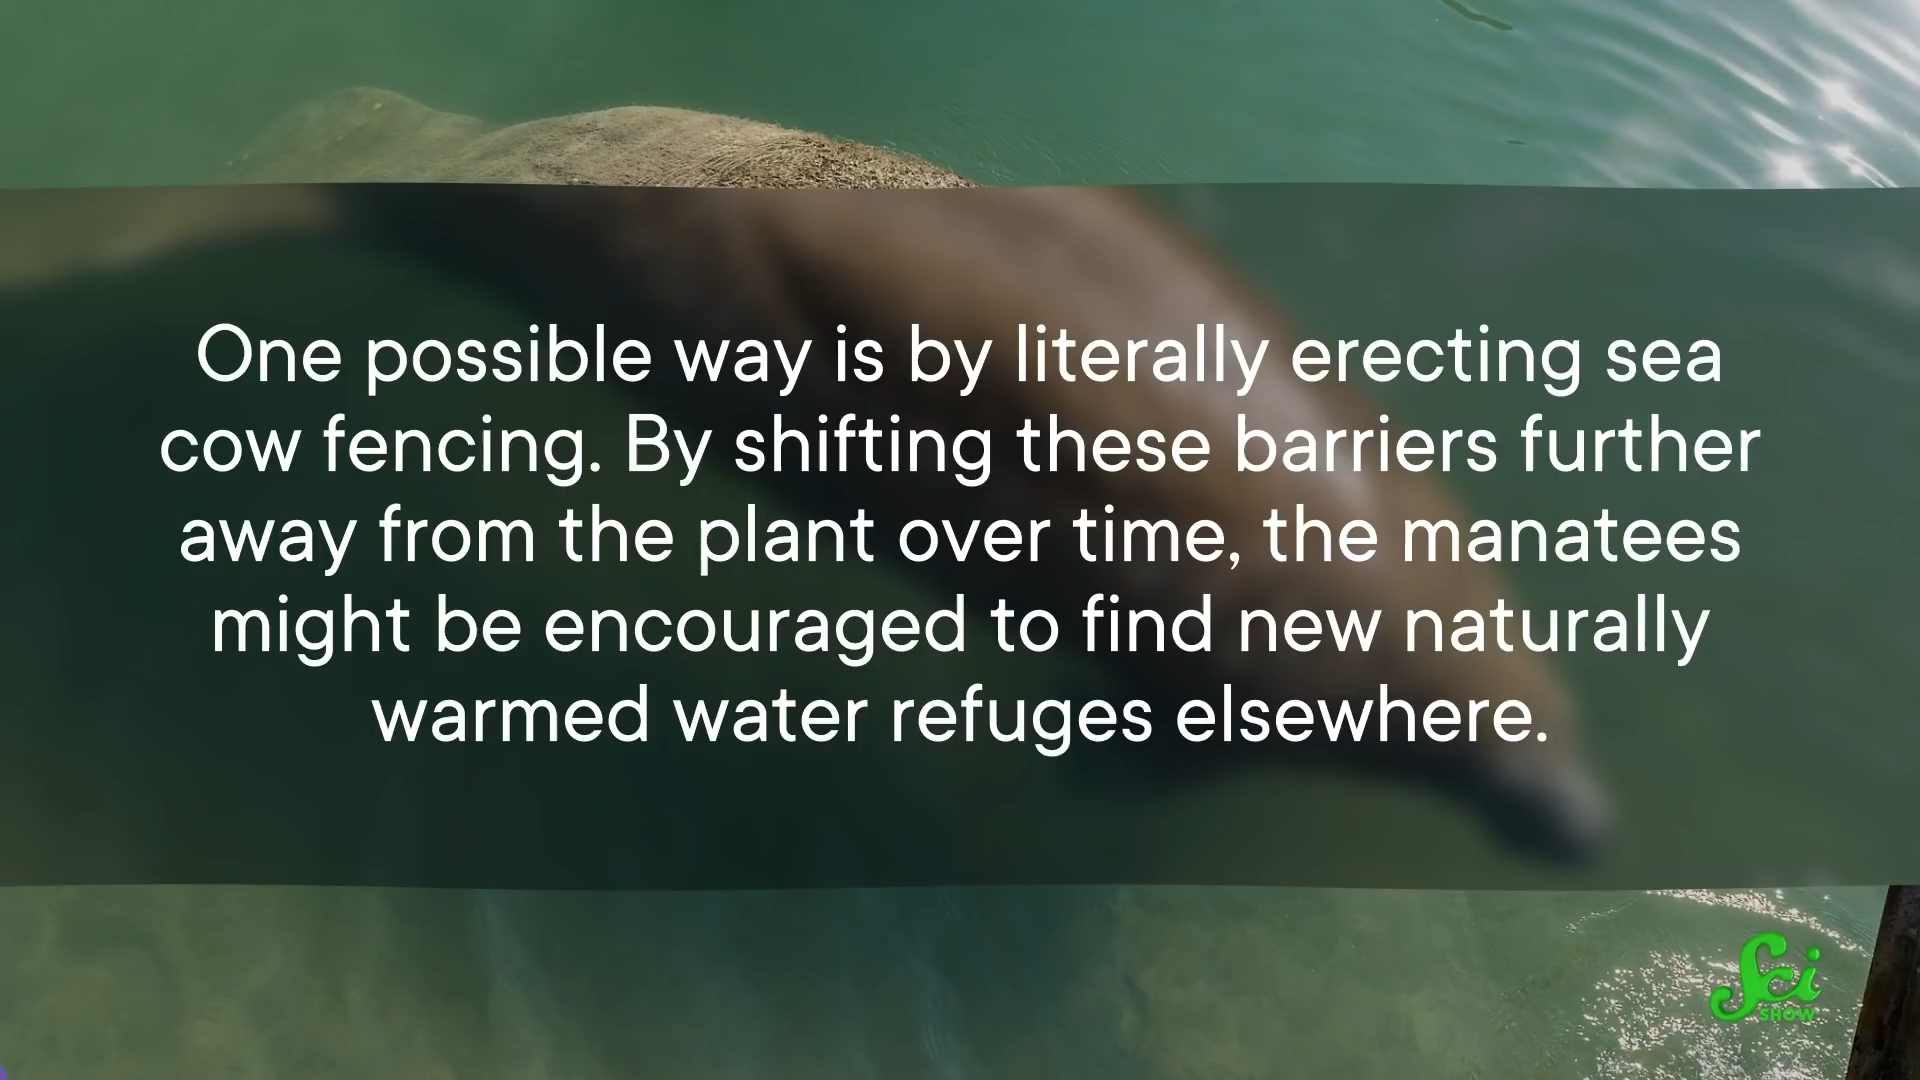 One possible way is by literally erecting sea
cow fencing. By shifting these barriers further
away from the plant over time, the manatees
might be encouraged to find new naturally
warmed water refuges elsewhere.
Sci
SHOW